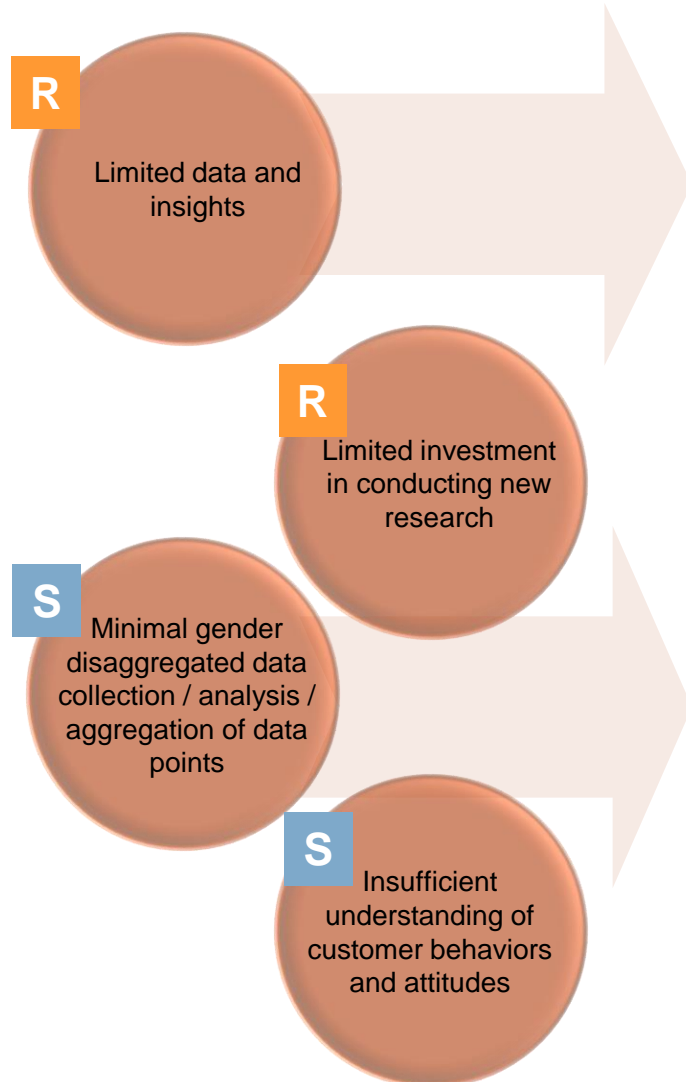 R
Limited data and
insights
R
Limited investment
in conducting new
research
S
Minimal gender
disaggregated data
collection / analysis /
aggregation of data
points
S
Insufficient
understanding of
customer behaviors
and attitudes